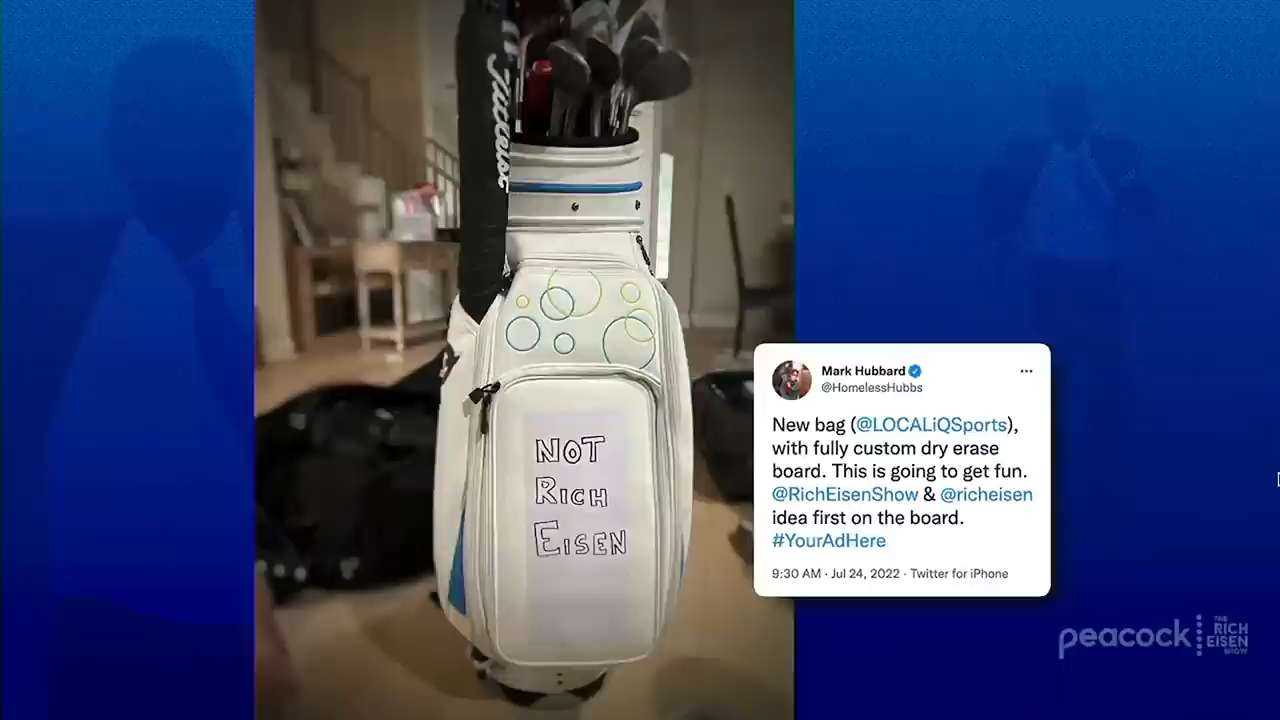 Titleist
NOT
RICH
EISEN
Mark Hubbard
@HomelessHubbs
New bag (@LOCALiQSports),
with fully custom dry erase
board. This is going to get fun.
@RichEisenShow & @richeisen
idea first on the board.
#YourAdHere
9:30 AM · Jul 24, 2022 · Twitter for iPhone
peacock
THE
RICH
EISEN
SHOW